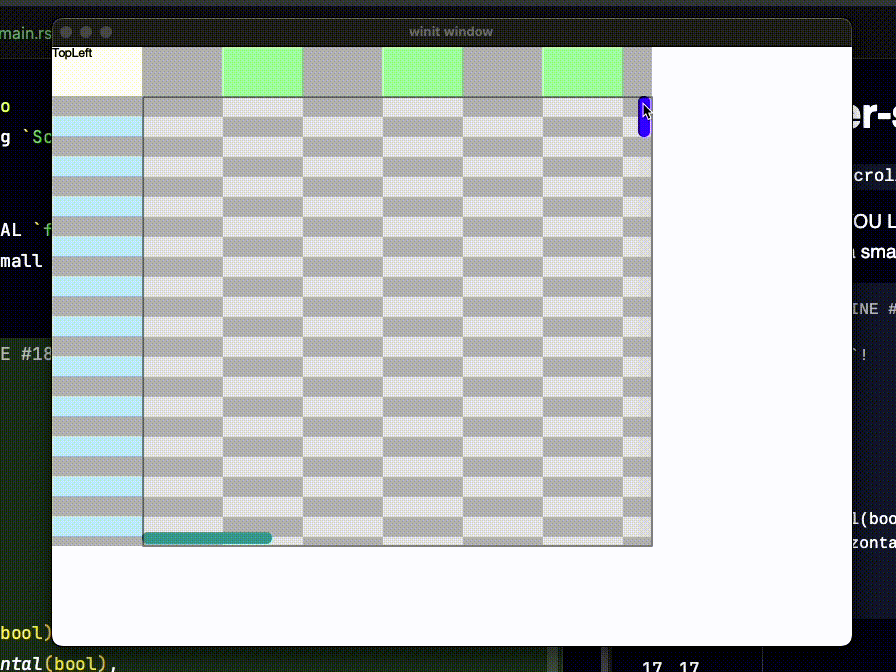 main.rs
winit window
TopLeft
o
er-s
g `Sc
croll
AL `f
OU L
mall
a sma
INE #
E #18
`!
l(boo
zonta
bool)
ntal(bool),
17 17